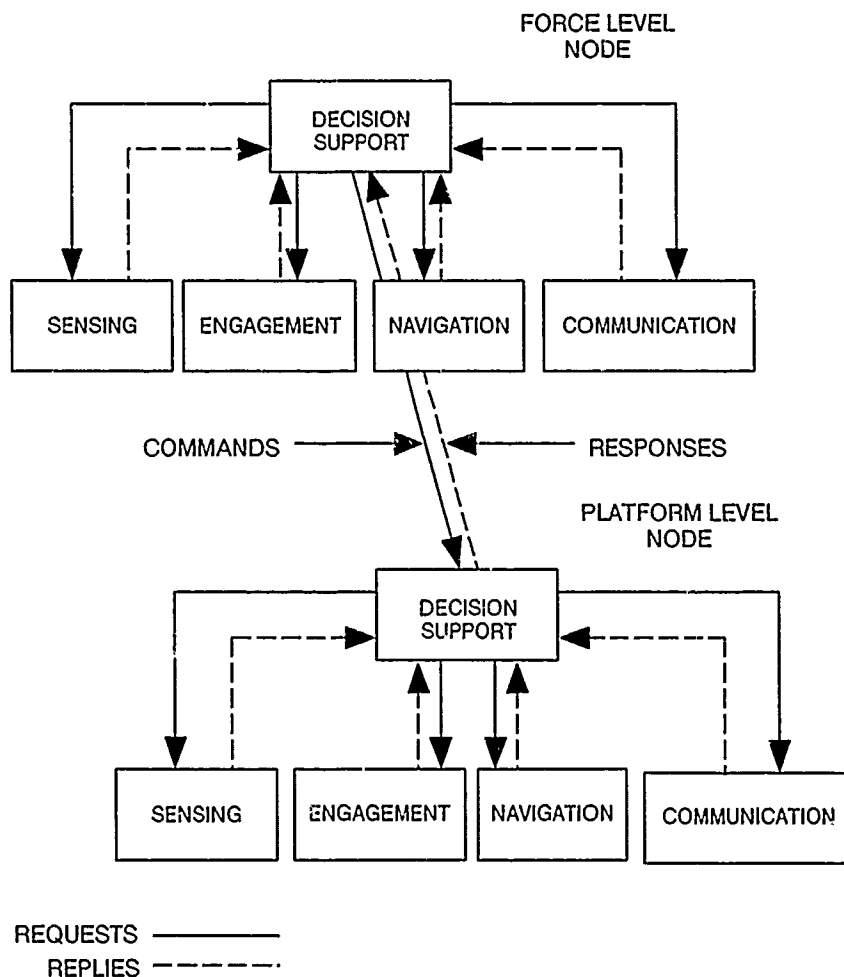 FORCE LEVEL
NODE
DECISION
SUPPORT
SENSING
ENGAGEMENT
NAVIGATION
COMMUNICATION
COMMANDS
RESPONSES
PLATFORM LEVEL
NODE
DECISION
SUPPORT
SENSING
ENGAGEMENT
NAVIGATION
COMMUNICATION
REQUESTS
REPLIES